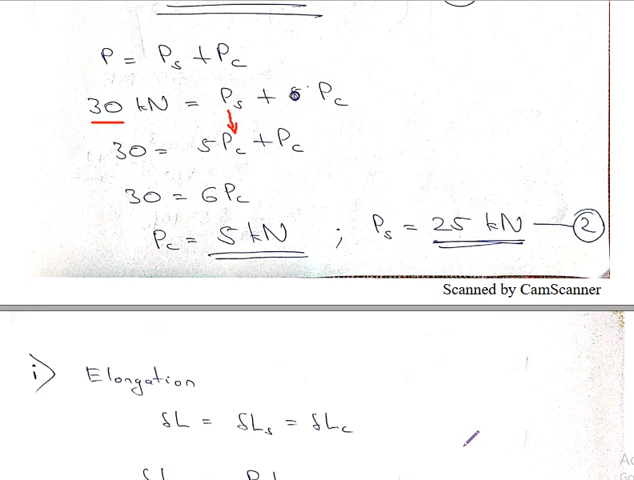 P = Ps + Pc
30 kN = Ps + Pc
30 = 5Pc + Pc
30 = 6Pc
Pc = 5 kN ; Ps = 25 kN — 2
Scanned by CamScanner
i) Elongation
δL = δLs = δLc